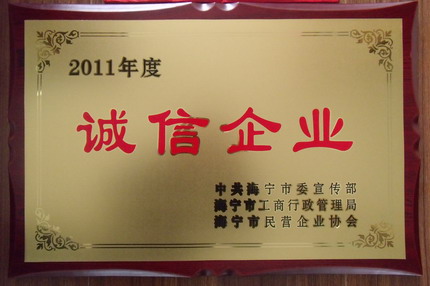 2011年度
诚信企业
中共海宁市委宣传部
海宁市工商行政管理局
海宁市民营企业协会